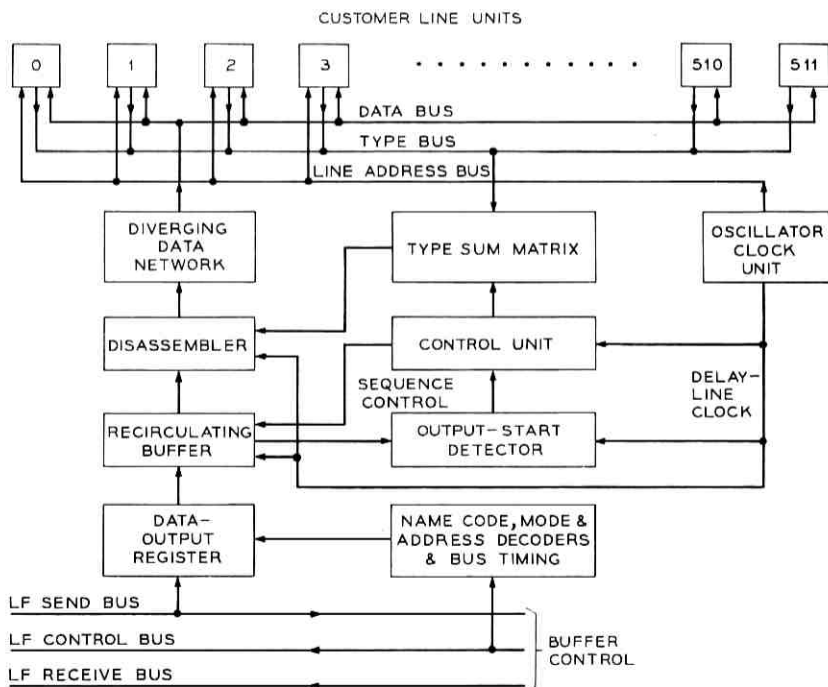 CUSTOMER LINE UNITS
0 1 2 3 . . . . . . . . . . . 510 511
DATA BUS
TYPE BUS
LINE ADDRESS BUS
DIVERGING
DATA
NETWORK
TYPE SUM MATRIX
OSCILLATOR
CLOCK
UNIT
DISASSEMBLER
CONTROL UNIT
SEQUENCE
CONTROL
DELAY-
LINE
CLOCK
RECIRCULATING
BUFFER
OUTPUT-START
DETECTOR
DATA-
OUTPUT
REGISTER
NAME CODE, MODE &
ADDRESS DECODERS
& BUS TIMING
LF SEND BUS
LF CONTROL BUS
LF RECEIVE BUS
BUFFER
CONTROL